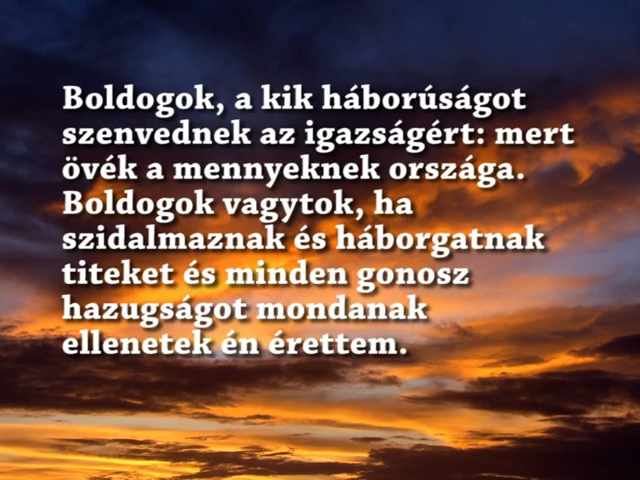 Boldogok, a kik háborúságot
szenvednek az igazságért: mert
övék a mennyeknek országa.
Boldogok vagytok, ha
szidalmaznak és háborgatnak
titeket és minden gonosz
hazugságot mondanak
ellenetek én érettem.